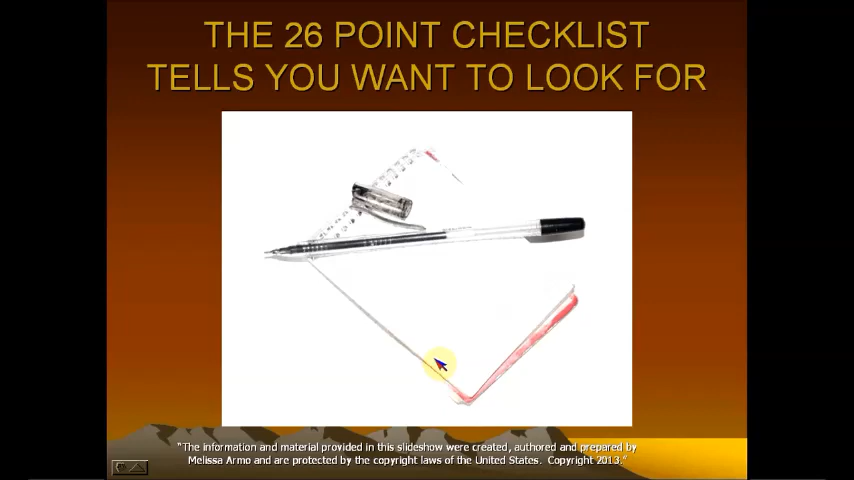 THE 26 POINT CHECKLIST
TELLS YOU WANT TO LOOK FOR
"The information and material provided in this slideshow were created, authored and prepared by
Melissa Armo and are protected by the copyright laws of the United States.  Copyright 2013."